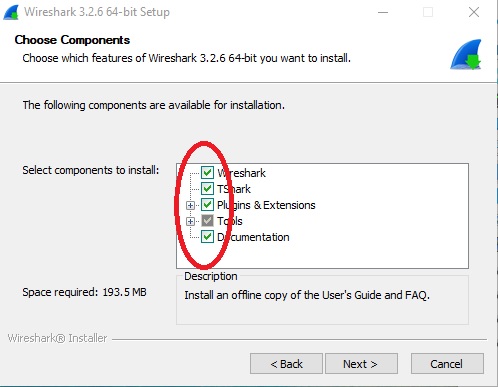 Wireshark 3.2.6 64-bit Setup
Choose Components
Choose which features of Wireshark 3.2.6 64-bit you want to install.
The following components are available for installation.
Select components to install:
Wireshark
TShark
Plugins & Extensions
Tools
Documentation
Space required: 193.5 MB
Description
Install an offline copy of the User's Guide and FAQ.
Wireshark® Installer
< Back
Next >
Cancel